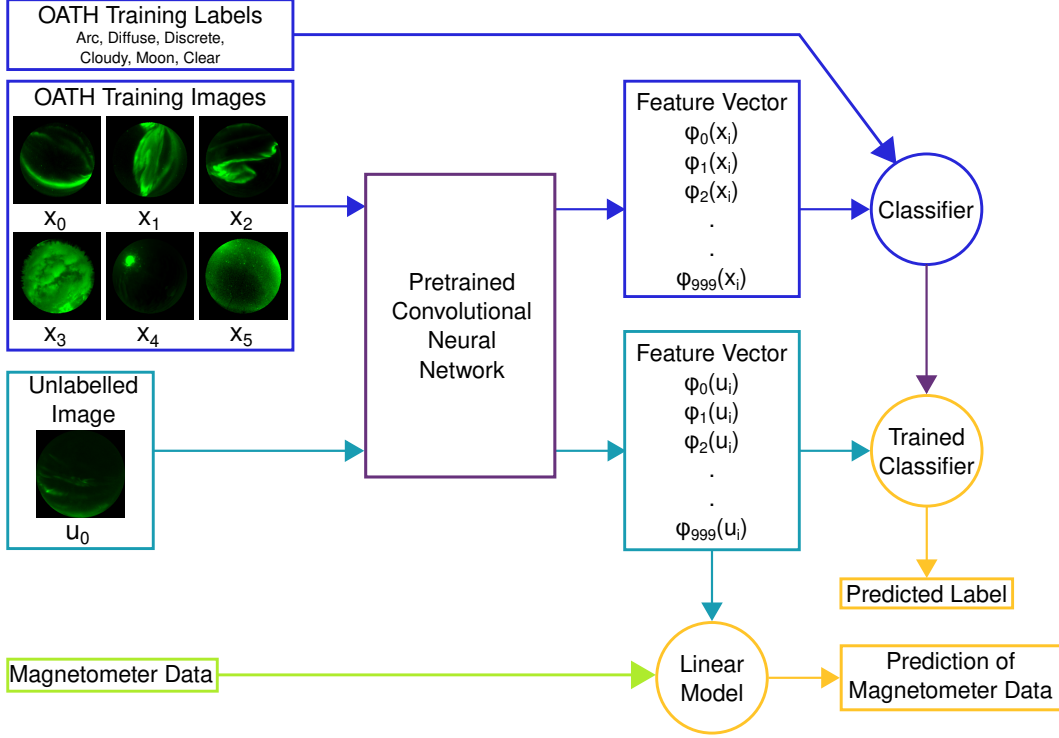 OATH Training Labels
Arc, Diffuse, Discrete,
Cloudy, Moon, Clear
OATH Training Images
x₀ x₁ x₂
x₃ x₄ x₅
Unlabelled
Image
u₀
Magnetometer Data
Pretrained
Convolutional
Neural
Network
Feature Vector
φ₀(xᵢ)
φ₁(xᵢ)
φ₂(xᵢ)
.
.
φ₉₉₉(xᵢ)
Feature Vector
φ₀(uᵢ)
φ₁(uᵢ)
φ₂(uᵢ)
.
.
φ₉₉₉(uᵢ)
Classifier
Trained
Classifier
Predicted Label
Linear
Model
Prediction of
Magnetometer Data